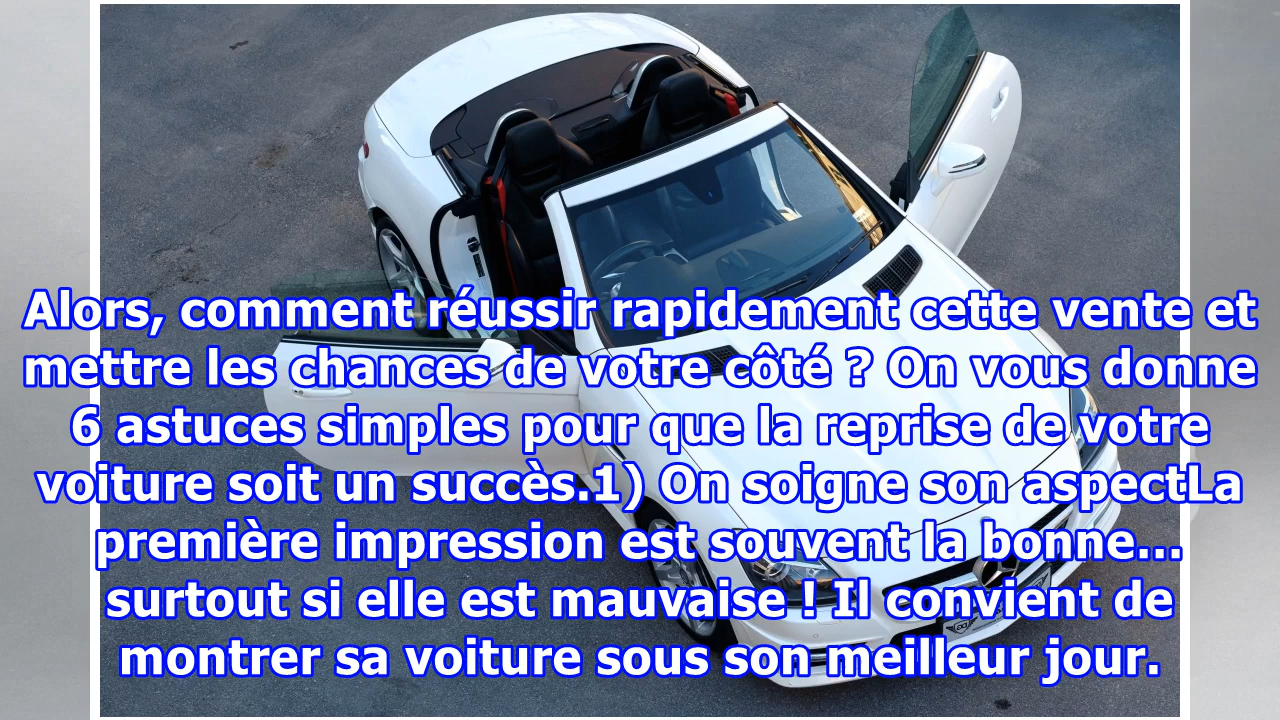 Alors, comment réussir rapidement cette vente et
mettre les chances de votre côté ? On vous donne
6 astuces simples pour que la reprise de votre
voiture soit un succès.1) On soigne son aspectLa
première impression est souvent la bonne...
surtout si elle est mauvaise ! Il convient de
montrer sa voiture sous son meilleur jour.